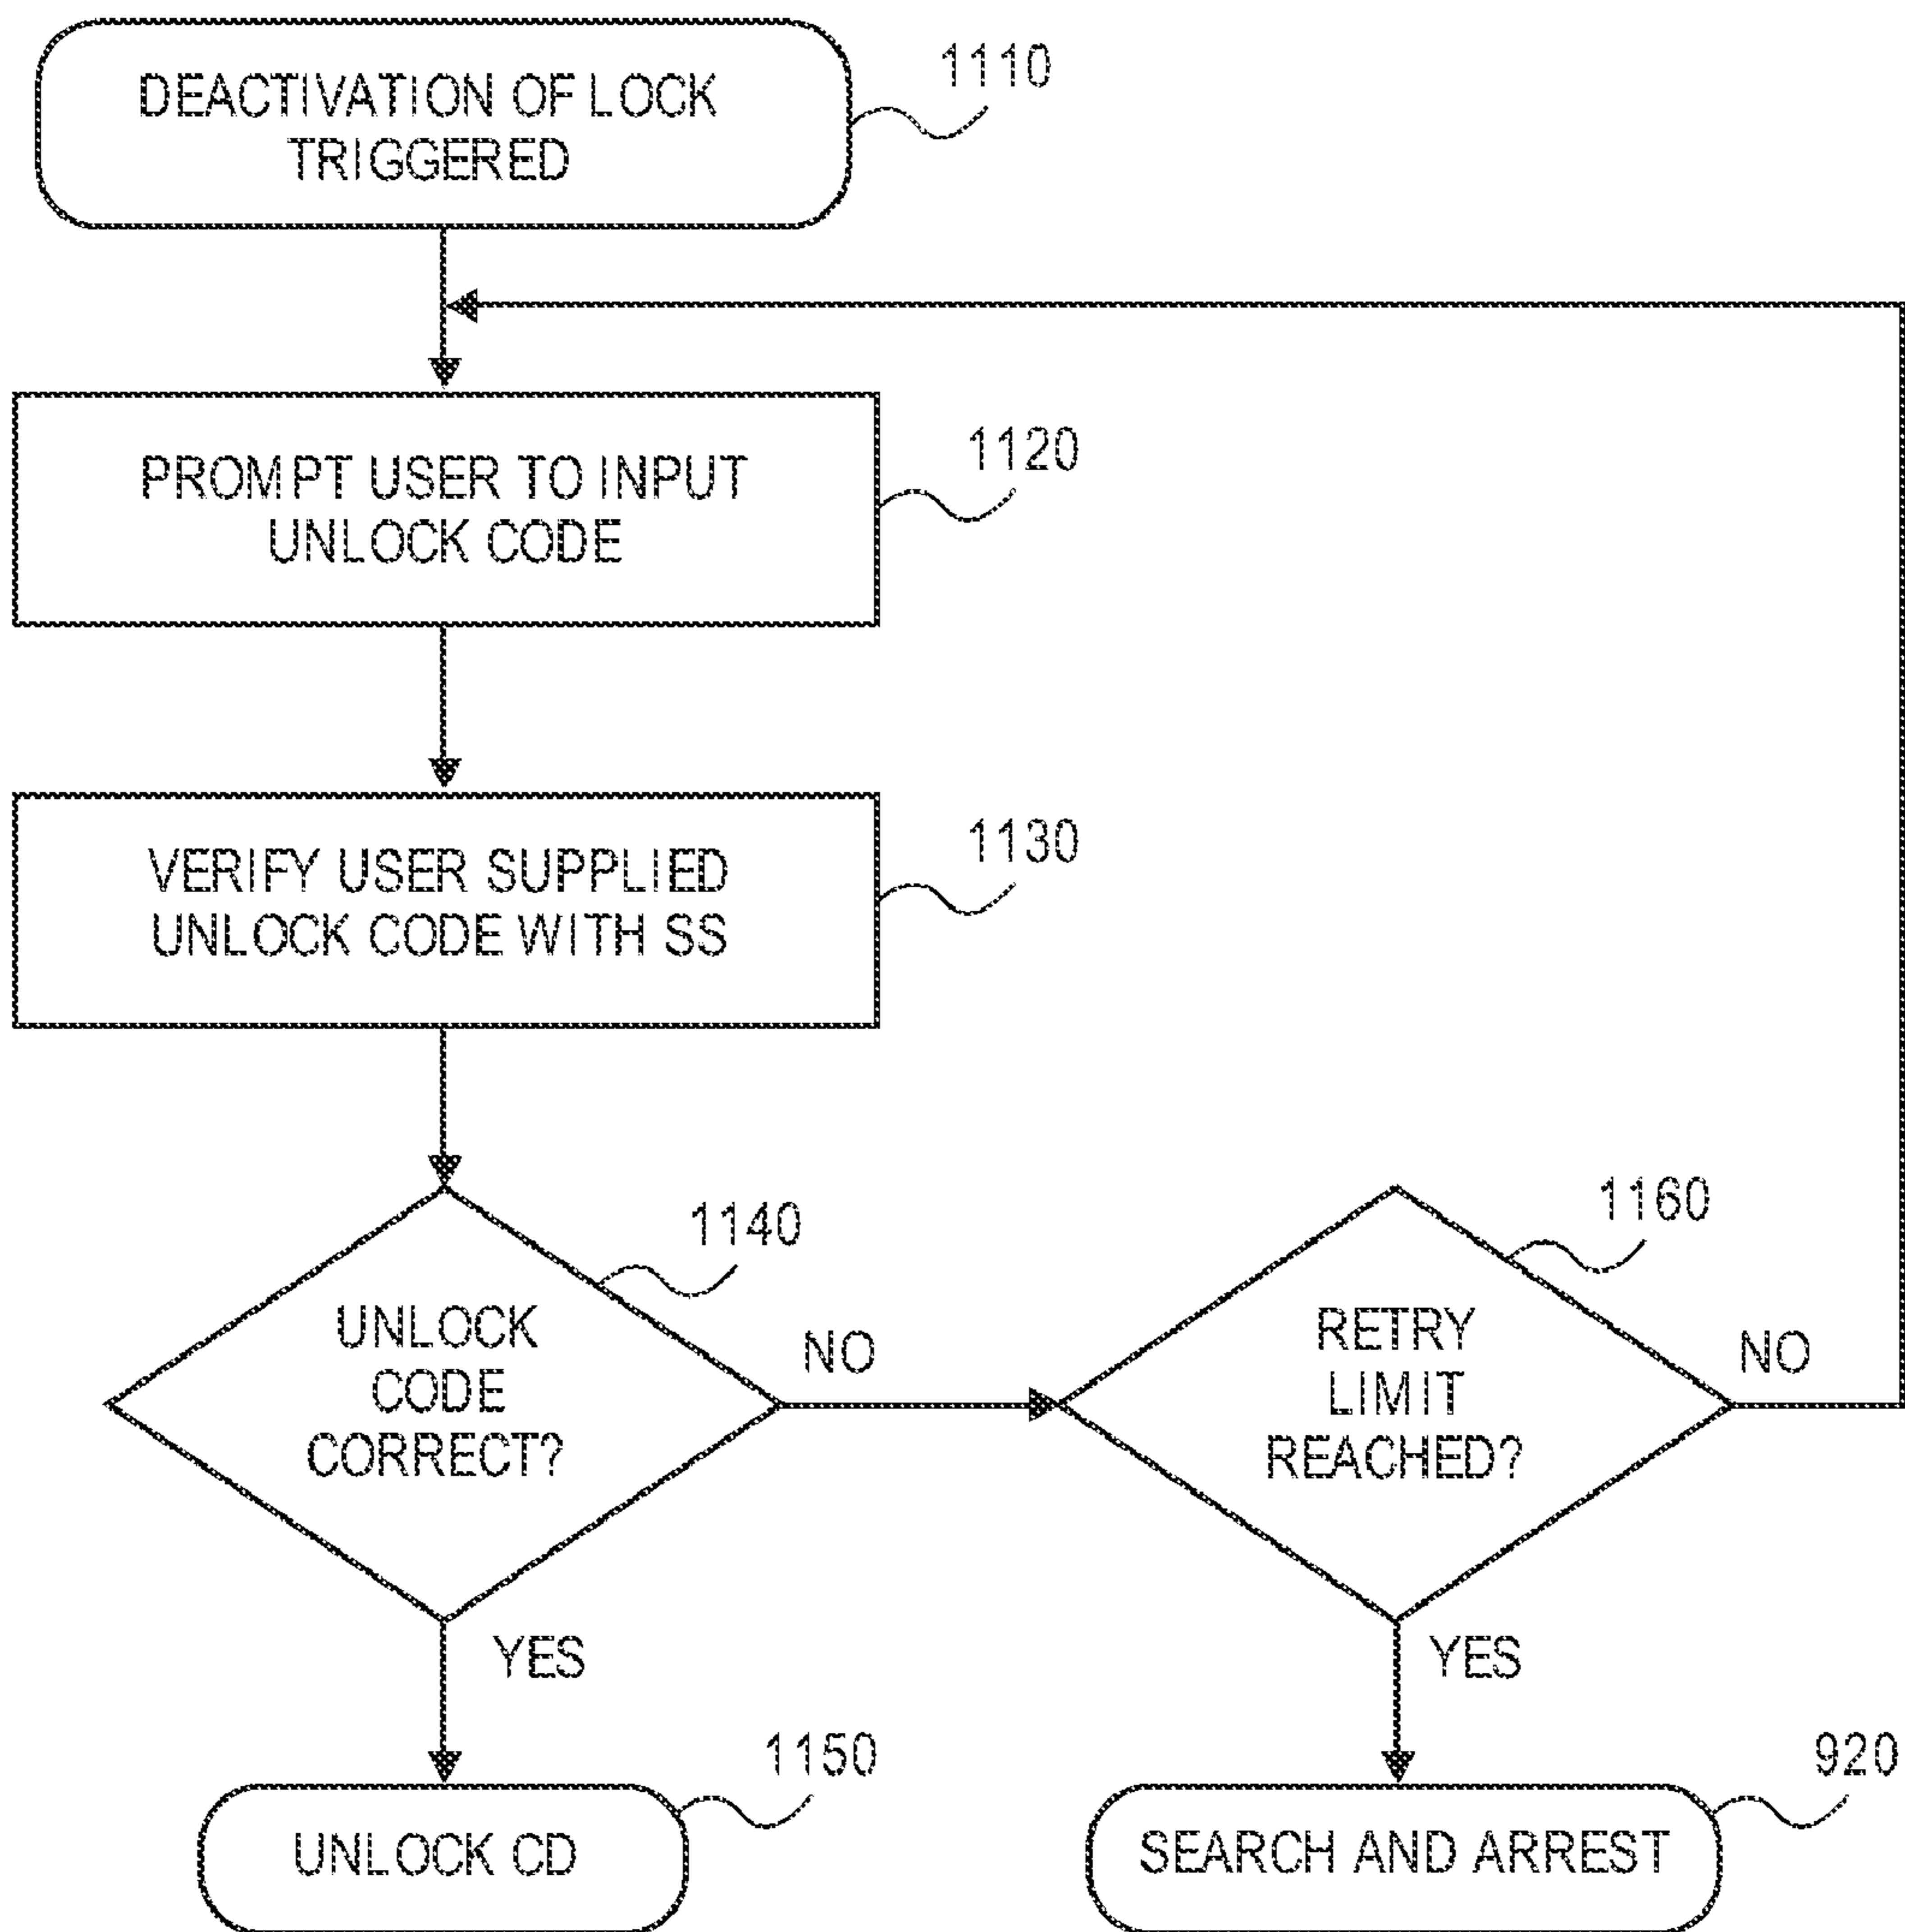 DEACTIVATION OF LOCK
TRIGGERED
1110
PROMPT USER TO INPUT
UNLOCK CODE
1120
VERIFY USER SUPPLIED
UNLOCK CODE WITH SS
1130
UNLOCK
CODE
CORRECT?
1140
NO
YES
RETRY
LIMIT
REACHED?
1160
NO
YES
UNLOCK CD
1150
SEARCH AND ARREST
920